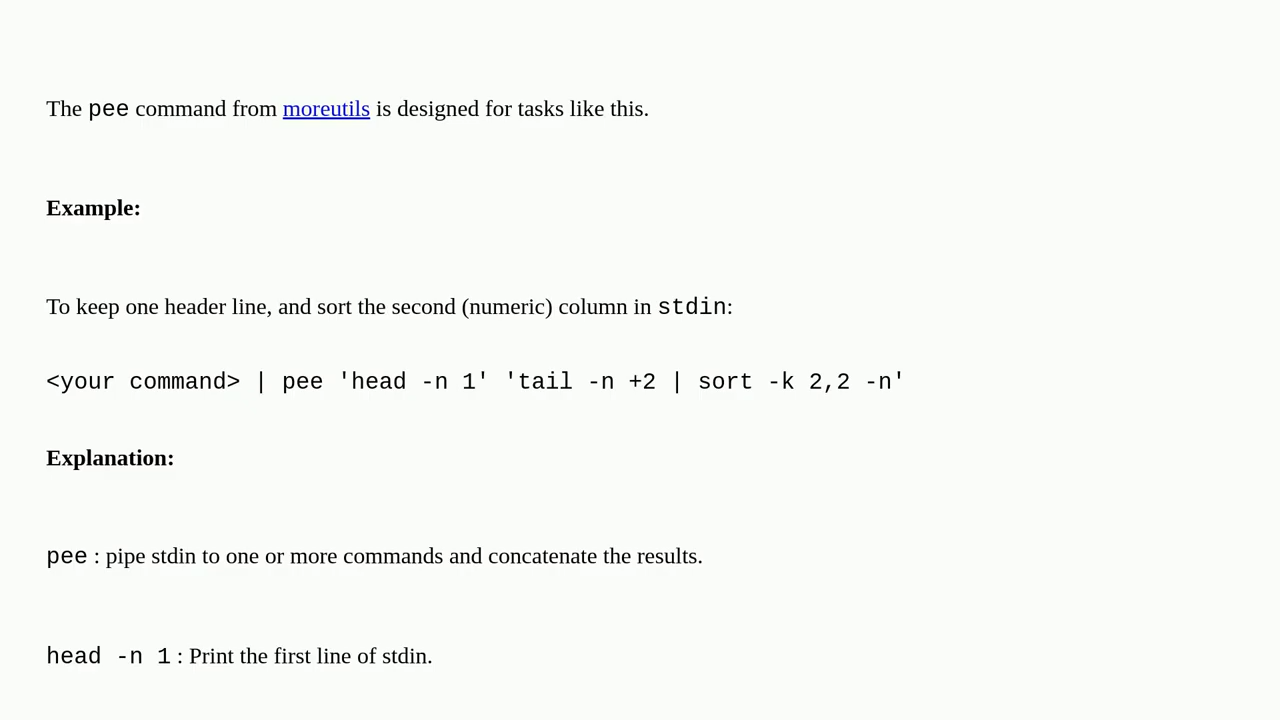 The pee command from moreutils is designed for tasks like this.
Example:
To keep one header line, and sort the second (numeric) column in stdin:
<your command> | pee 'head -n 1' 'tail -n +2 | sort -k 2,2 -n'
Explanation:
pee : pipe stdin to one or more commands and concatenate the results.
head -n 1 : Print the first line of stdin.